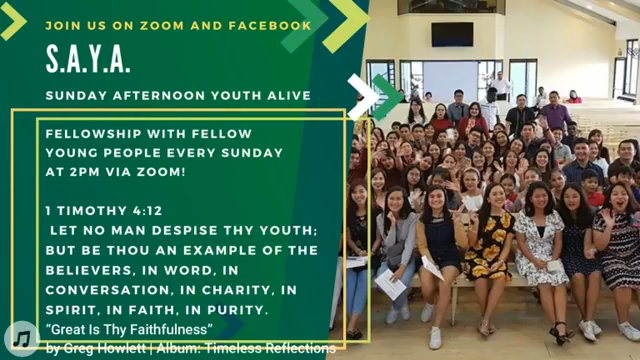 JOIN US ON ZOOM AND FACEBOOK
S.A.Y.A.
SUNDAY AFTERNOON YOUTH ALIVE
FELLOWSHIP WITH FELLOW
YOUNG PEOPLE EVERY SUNDAY
AT 2PM VIA ZOOM!
1 TIMOTHY 4:12
LET NO MAN DESPISE THY YOUTH;
BUT BE THOU AN EXAMPLE OF THE
BELIEVERS, IN WORD, IN
CONVERSATION, IN CHARITY, IN
SPIRIT, IN FAITH, IN PURITY.
“Great Is Thy Faithfulness”
by Greg Howlett | Album: Timeless Reflections